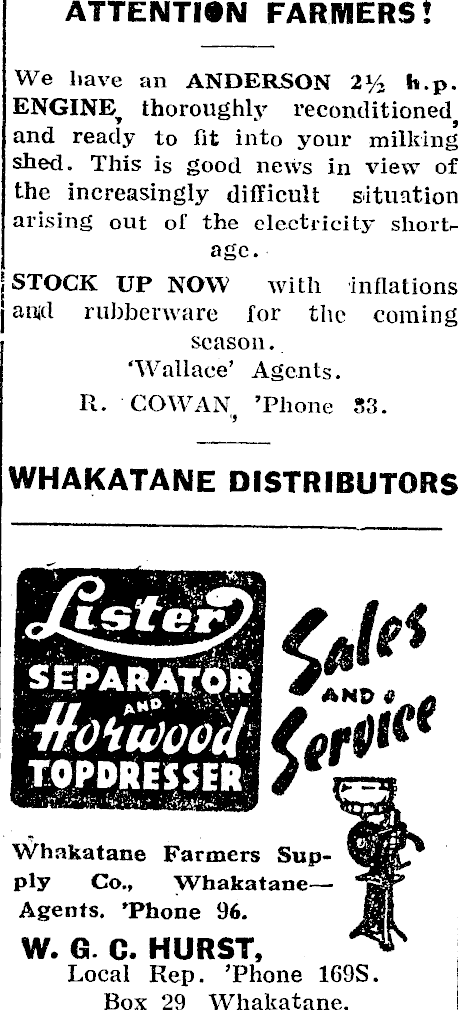 ATTENTION FARMERS!
We have an ANDERSON 2½ h.p.
ENGINE, thoroughly reconditioned,
and ready to fit into your milking
shed. This is good news in view of
the increasingly difficult situation
arising out of the electricity short-
age.
STOCK UP NOW with inflations
and rubberware for the coming
season.
'Wallace' Agents.
R. COWAN, 'Phone 33.
WHAKATANE DISTRIBUTORS
Lister
SEPARATOR
AND
Horwood
TOPDRESSER
Sales
AND
Service
Whakatane Farmers Sup-
ply Co., Whakatane—
Agents. 'Phone 96.
W. G. C. HURST,
Local Rep. 'Phone 169S.
Box 29 Whakatane.